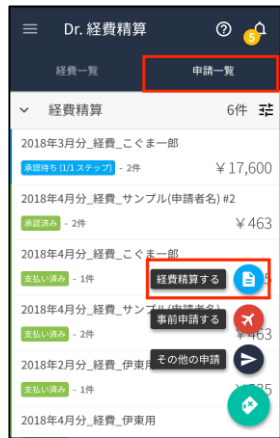 Dr. 経費精算
5
経費一覧
申請一覧
経費精算
6件
2018年3月分_経費_こぐま一郎
承認待ち (1/1 ステップ) - 2件
￥17,600
2018年4月分_経費_サンプル(申請者名) #2
承認済み - 2件
￥463
2018年4月分_経費_こぐま一郎
支払い済み - 1件
経費精算する
5
2018年4月分_経費_サンプル(申請者名)
事前申請する
支払い済み - 2件
￥463
2018年2月分_経費_伊東
その他の申請
支払い済み - 1件
2018年4月分_経費_伊東用